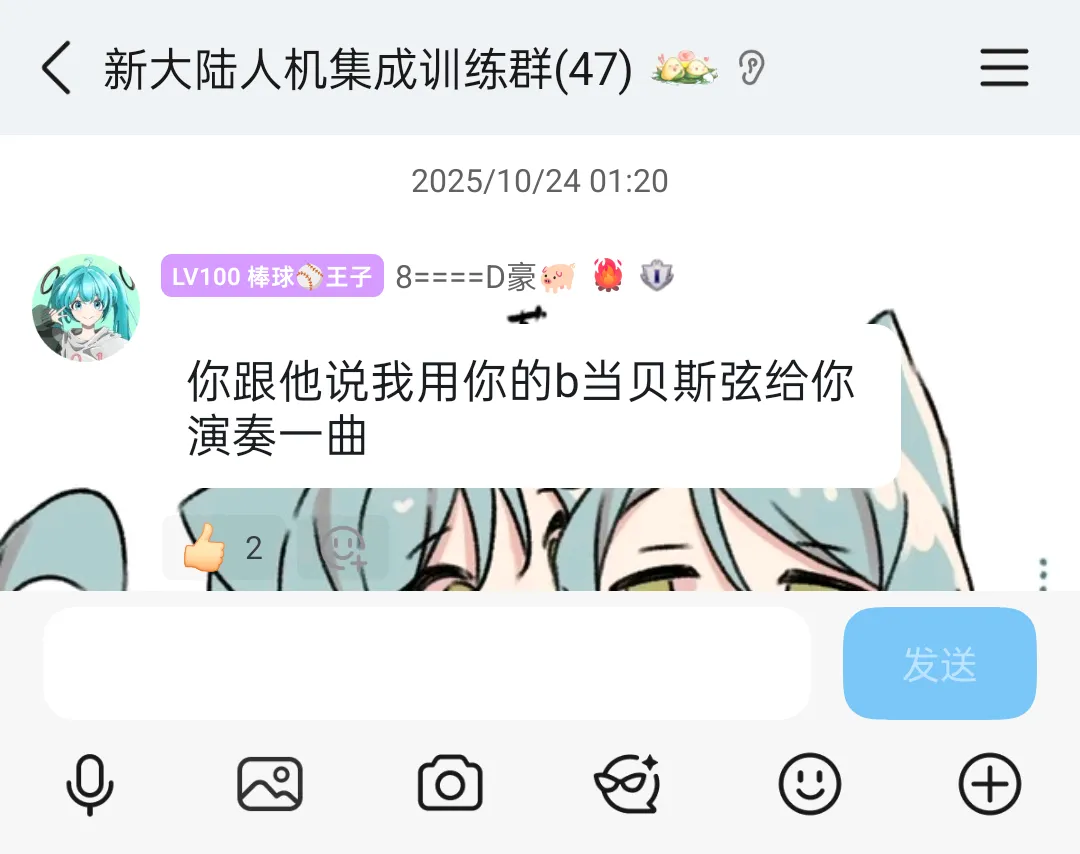 新大陆人机集成训练群(47)
2025/10/24 01:20
LV100 棒球⚾王子 8====D豪🐖
你跟他说我用你的b当贝斯弦给你
演奏一曲
2
发送